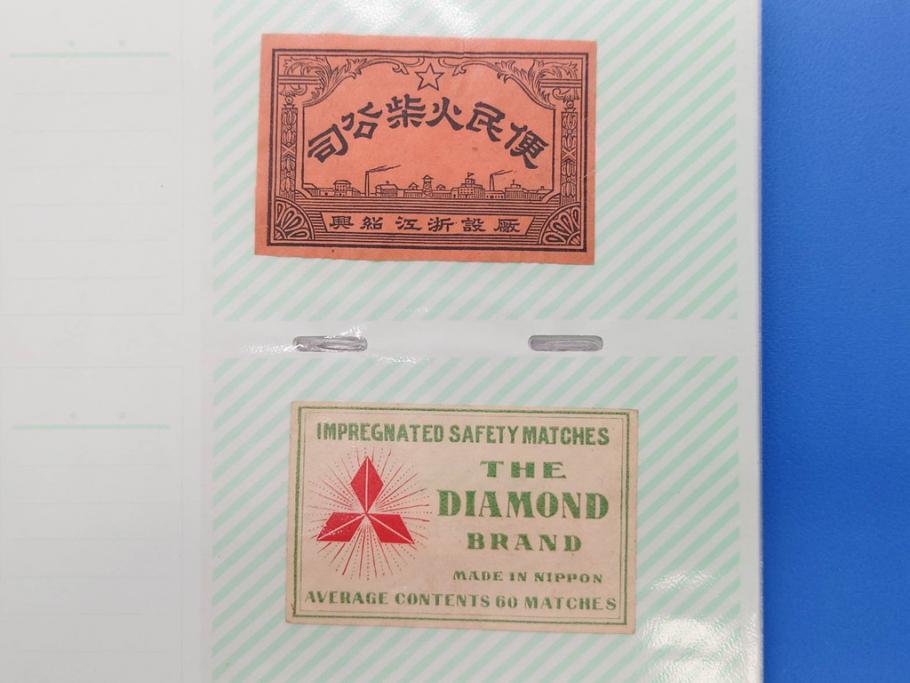 便民火柴公司
廠設浙江紹興
IMPREGNATED SAFETY MATCHES
THE
DIAMOND
BRAND
MADE IN NIPPON
AVERAGE CONTENTS 60 MATCHES